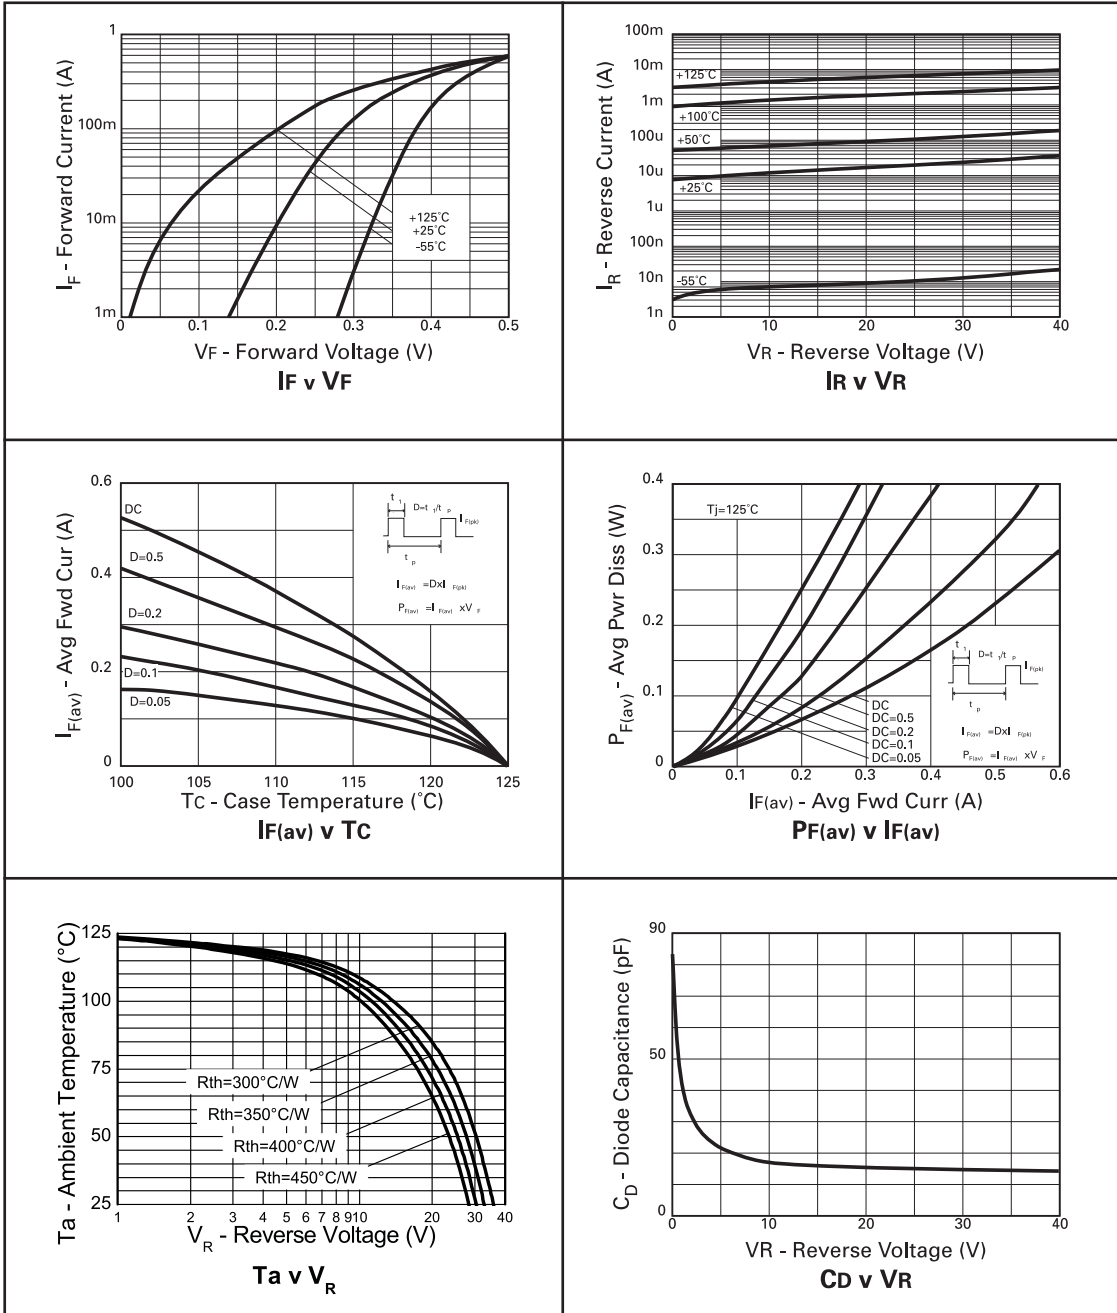 1
100m
10m
1m
0 0.1 0.2 0.3 0.4 0.5
IF - Forward Current (A)
+125°C
+25°C
-55°C
VF - Forward Voltage (V)
IF v VF
100m
10m
1m
100u
10u
1u
100n
10n
1n
0 10 20 30 40
IR - Reverse Current (A)
+125°C
+100°C
+50°C
+25°C
-55°C
VR - Reverse Voltage (V)
IR v VR
0.6
0.4
0.2
0
100 105 110 115 120 125
IF(av) - Avg Fwd Cur (A)
DC
D=0.5
D=0.2
D=0.1
D=0.05
t1
D=t1/tp
IF(pk)
tp
IF(av) =DxIF(pk)
PF(av) =IF(av) xVF
TC - Case Temperature (°C)
IF(av) v TC
0.4
0.3
0.2
0.1
0
0 0.1 0.2 0.3 0.4 0.5 0.6
PF(av) - Avg Pwr Diss (W)
Tj=125°C
DC
DC=0.5
DC=0.2
DC=0.1
DC=0.05
t1
D=t1/tp
IF(pk)
tp
IF(av) =DxIF(pk)
PF(av) =IF(av) xVF
IF(av) - Avg Fwd Curr (A)
PF(av) v IF(av)
125
100
75
50
25
1 2 3 4 5 6 7 8 9 10 20 30 40
Ta - Ambient Temperature (°C)
Rth=300°C/W
Rth=350°C/W
Rth=400°C/W
Rth=450°C/W
VR - Reverse Voltage (V)
Ta v VR
90
50
0
0 10 20 30 40
CD - Diode Capacitance (pF)
VR - Reverse Voltage (V)
CD v VR